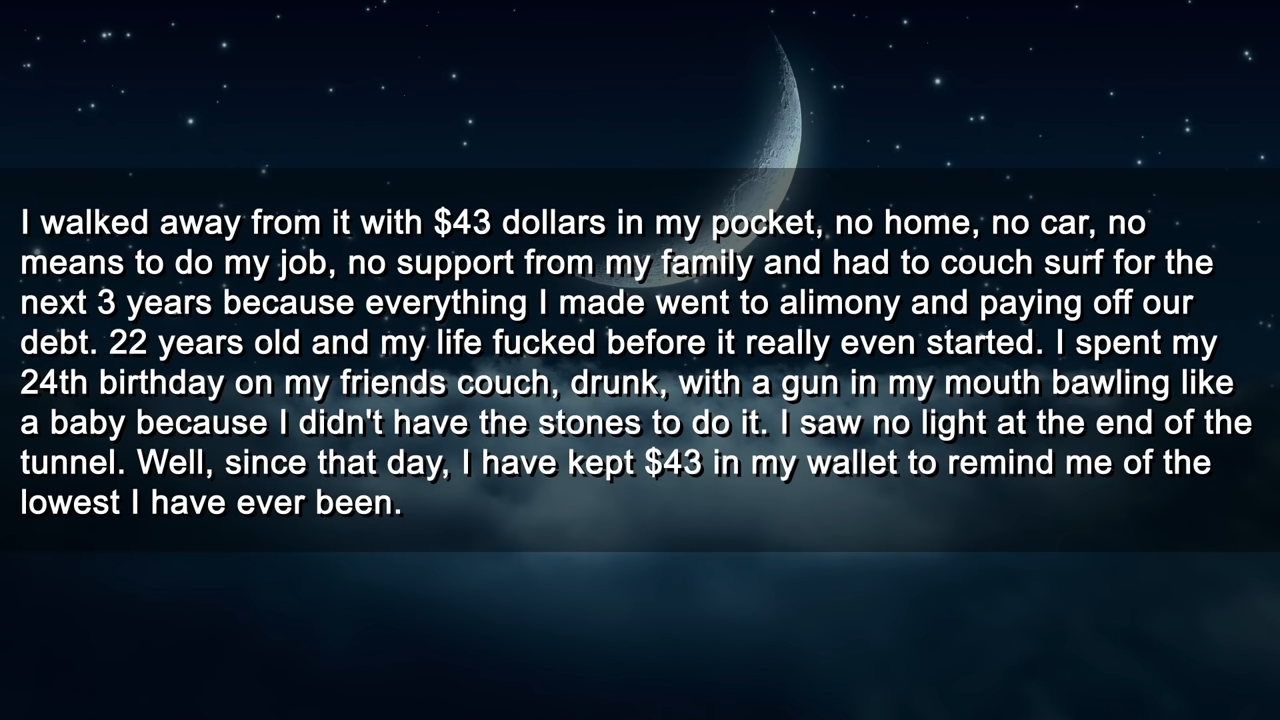 I walked away from it with $43 dollars in my pocket, no home, no car, no
means to do my job, no support from my family and had to couch surf for the
next 3 years because everything I made went to alimony and paying off our
debt. 22 years old and my life fucked before it really even started. I spent my
24th birthday on my friends couch, drunk, with a gun in my mouth bawling like
a baby because I didn't have the stones to do it. I saw no light at the end of the
tunnel. Well, since that day, I have kept $43 in my wallet to remind me of the
lowest I have ever been.